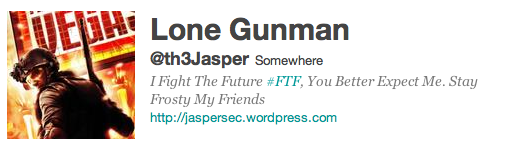 VEGAS
Lone Gunman
@th3Jasper Somewhere
I Fight The Future #FTF, You Better Expect Me. Stay
Frosty My Friends
http://jaspersec.wordpress.com